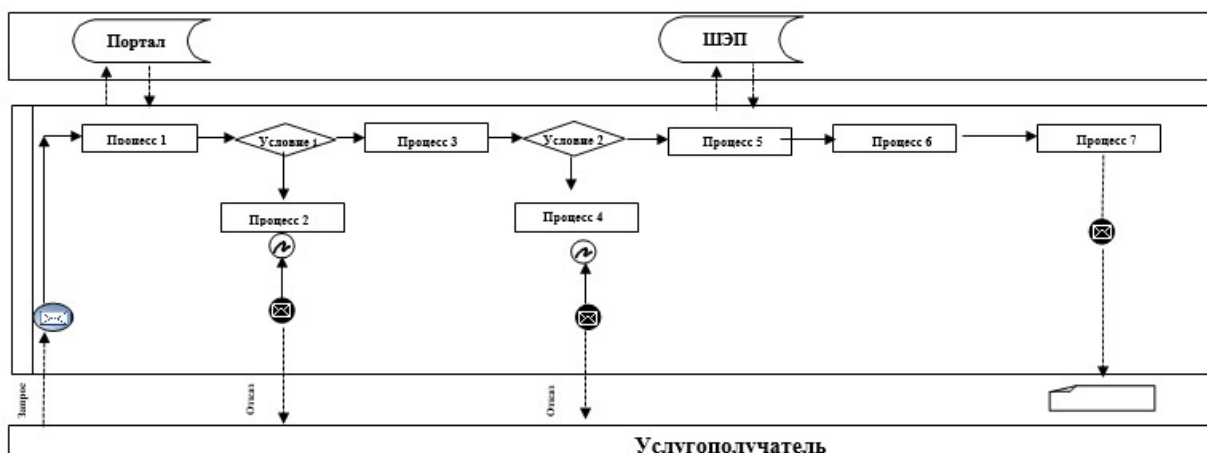 Портал
ШЭП
Процесс 1
Условие 1
Процесс 3
Условие 2
Процесс 5
Процесс 6
Процесс 7
Процесс 2
Процесс 4
Запрос
Отказ
Отказ
Услугополучатель